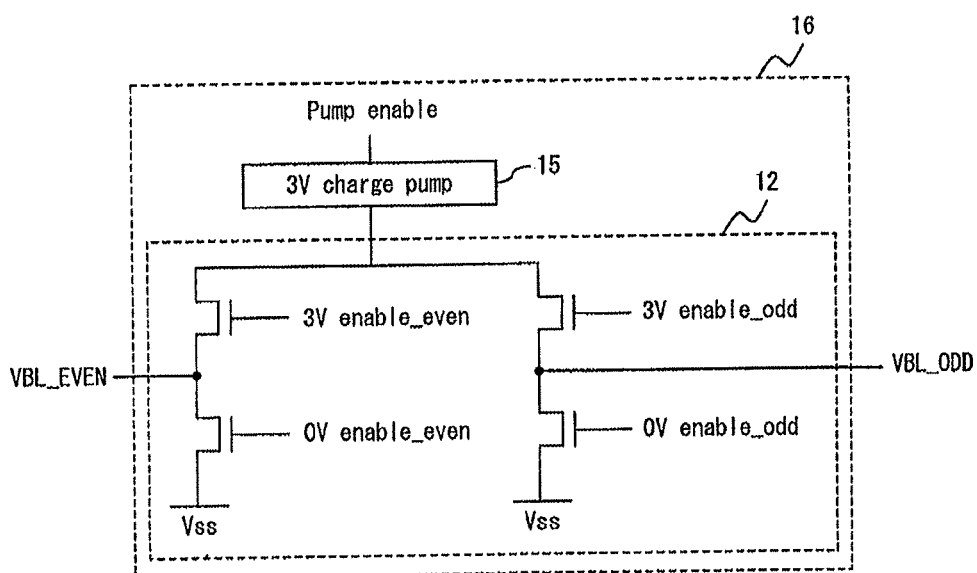 16
Pump enable
3V charge pump
15
12
3V enable_even
3V enable_odd
VBL_EVEN
VBL_ODD
0V enable_even
0V enable_odd
Vss
Vss